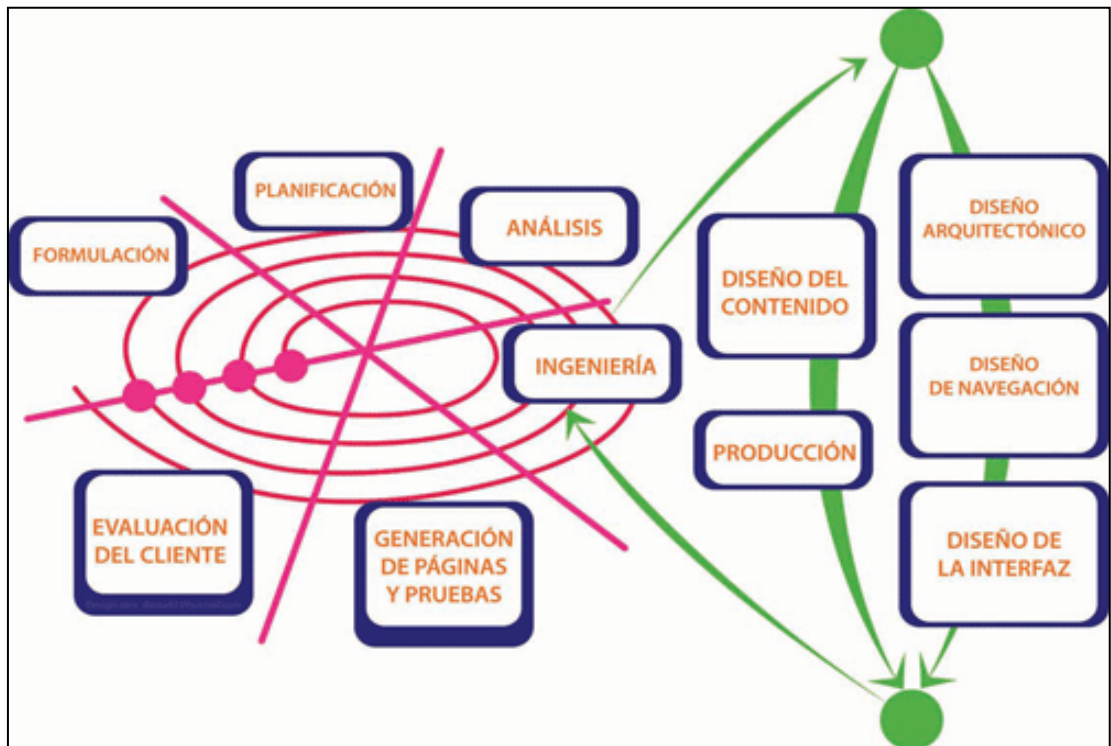 PLANIFICACIÓN
FORMULACIÓN
ANÁLISIS
INGENIERÍA
EVALUACIÓN
DEL CLIENTE
GENERACIÓN
DE PÁGINAS
Y PRUEBAS
DISEÑO DEL
CONTENIDO
PRODUCCIÓN
DISEÑO
ARQUITECTÓNICO
DISEÑO
DE NAVEGACIÓN
DISEÑO DE
LA INTERFAZ